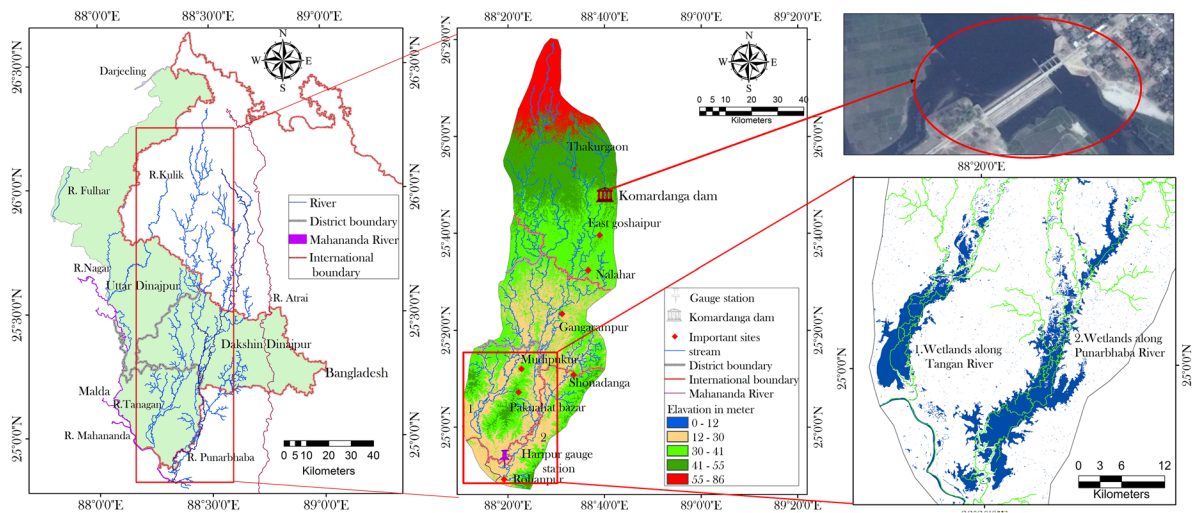 88°0'0"E
88°30'0"E
89°0'0"E
26°30'0"N
26°0'0"N
25°30'0"N
25°0'0"N
N
W
E
S
Darjeeling
R. Fulhar
R.Kulik
River
District boundary
Mahananda River
International
boundary
R.Nagar
Uttar Dinajpur
R. Atrai
Dakshin Dinajpur
Bangladesh
Malda
R.Tanagan
R. Mahananda
R. Punarbhaba
0 5 10 20 30 40
Kilometers
26°30'0"N
26°0'0"N
25°30'0"N
25°0'0"N
88°0'0"E
88°30'0"E
89°0'0"E
88°20'0"E
88°40'0"E
89°0'0"E
89°20'0"E
26°20'0"N
26°0'0"N
25°40'0"N
25°20'0"N
25°0'0"N
N
W
E
S
0 5 10 20 30 40
Kilometers
Thakurgaon
Komardanga dam
East goshaipur
Nalahar
Gangarampur
Mudipukur
Shonadanga
Pakuahat bazar
1
2
Haripur gauge
station
Rohanpur
Gauge station
Komardanga dam
Important sites
stream
District boundary
International boundary
Mahananda River
Elavation in meter
0 - 12
12 - 30
30 - 41
41 - 55
55 - 86
26°0'0"N
25°40'0"N
25°20'0"N
25°0'0"N
88°20'0"E
88°40'0"E
89°0'0"E
89°20'0"E
88°20'0"E
25°0'0"N
25°0'0"N
1.Wetlands along
Tangan River
2.Wetlands along
Punarbhaba River
0 3 6 12
Kilometers